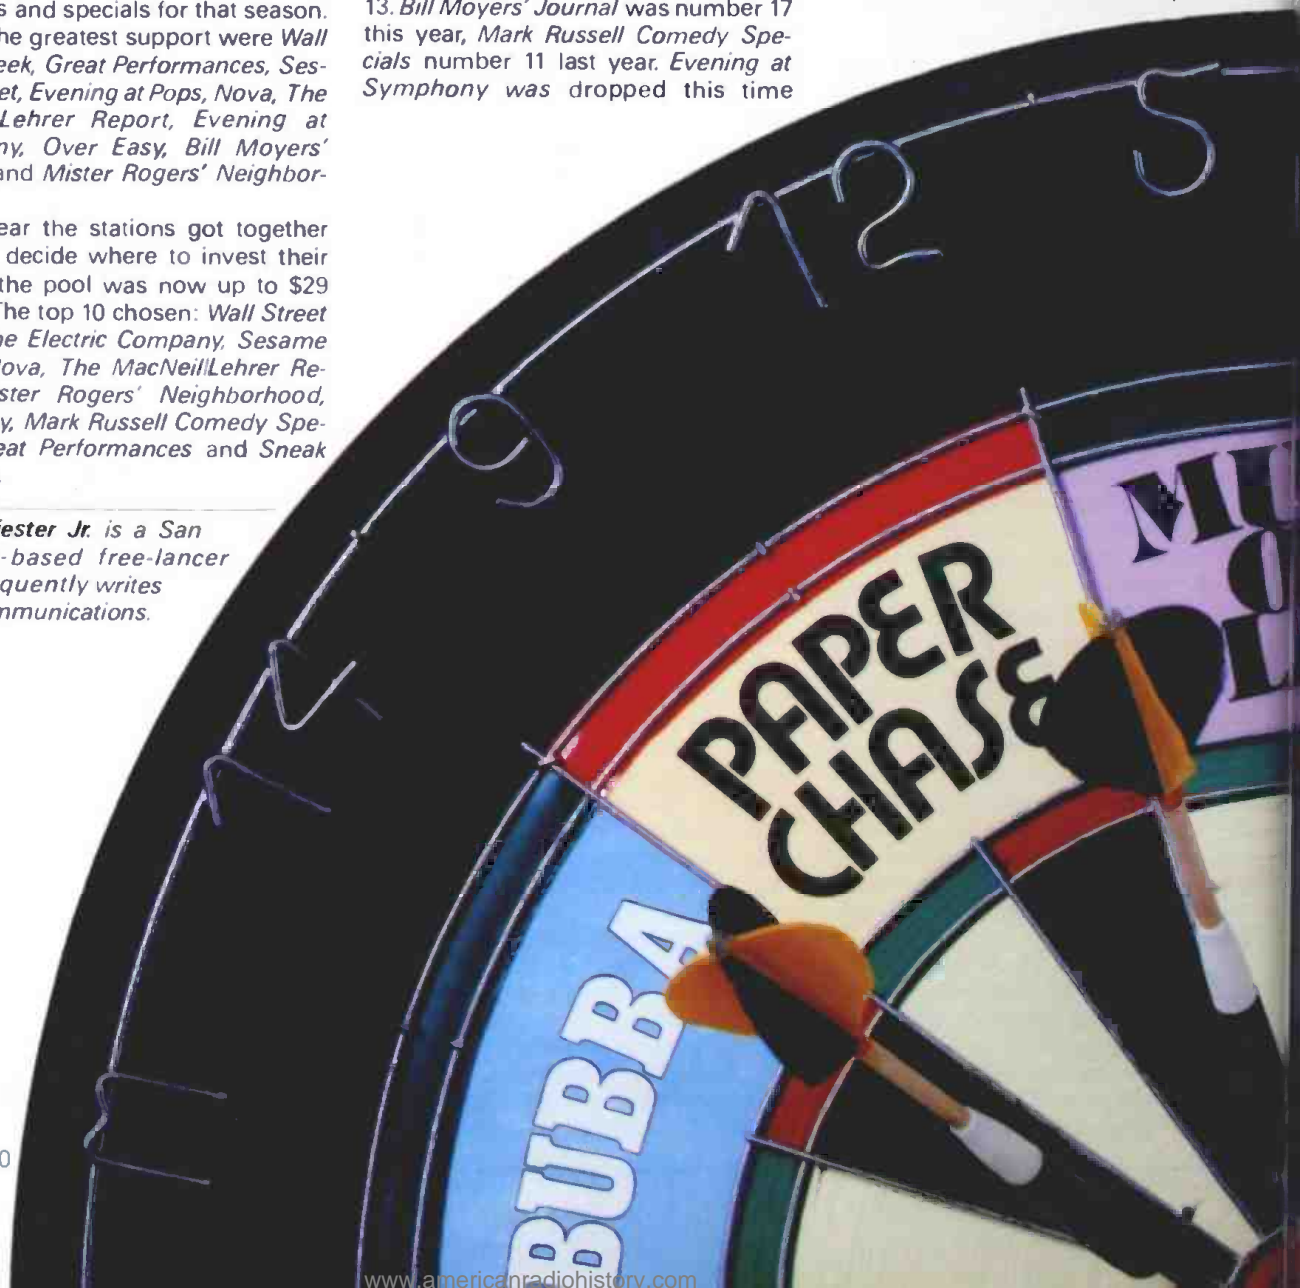 s and specials for that season.
he greatest support were Wall
eek, Great Performances, Ses-
et, Evening at Pops, Nova, The
Lehrer Report, Evening at
ny, Over Easy, Bill Moyers'
and Mister Rogers' Neighbor-
ear the stations got together
decide where to invest their
the pool was now up to $29
The top 10 chosen: Wall Street
ne Electric Company, Sesame
ova, The MacNeil/Lehrer Re-
ster Rogers' Neighborhood,
y, Mark Russell Comedy Spe-
eat Performances and Sneak
iester Jr. is a San
-based free-lancer
quently writes
mmunications.
13. Bill Moyers' Journal was number 17
this year, Mark Russell Comedy Spe-
cials number 11 last year. Evening at
Symphony was dropped this time
5
12
9
14
11
PAPER
CHASE
MU
BUBBA
0
www.americanradiohistory.com